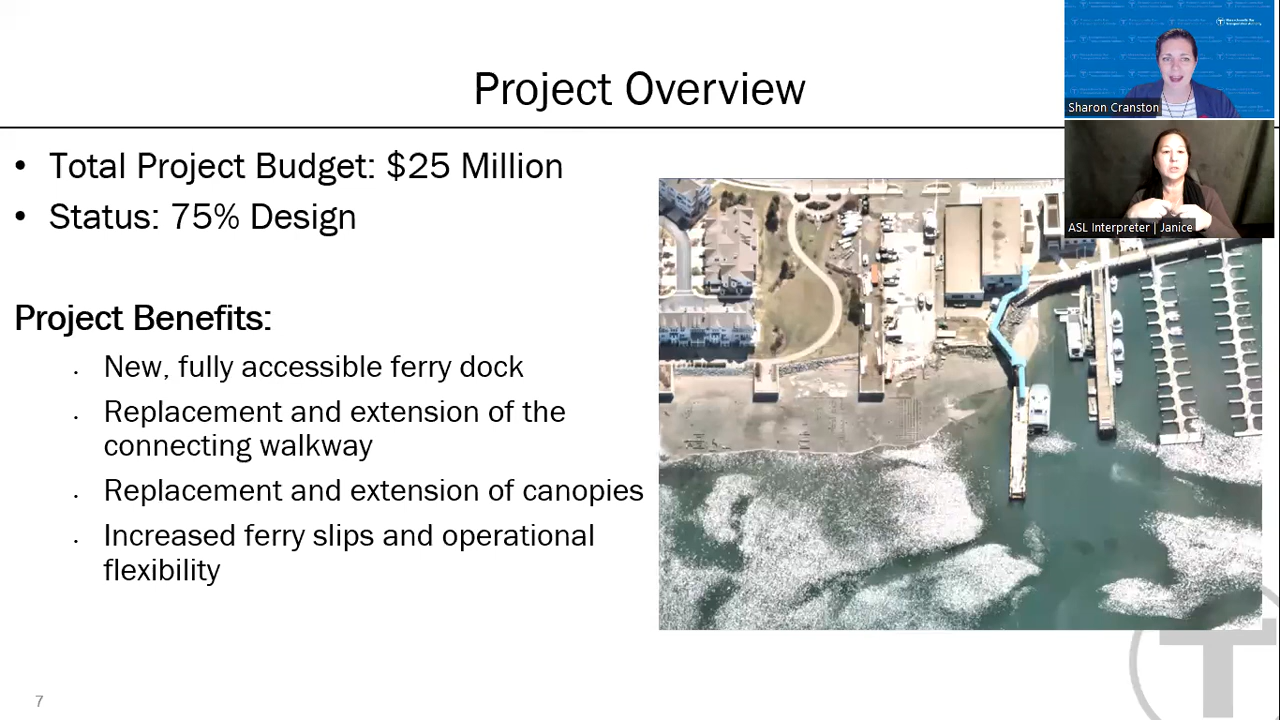 Project Overview
Sharon Cranston
ASL Interpreter | Janice
• Total Project Budget: $25 Million
• Status: 75% Design
Project Benefits:
• New, fully accessible ferry dock
• Replacement and extension of the
connecting walkway
• Replacement and extension of canopies
• Increased ferry slips and operational
flexibility
7
T